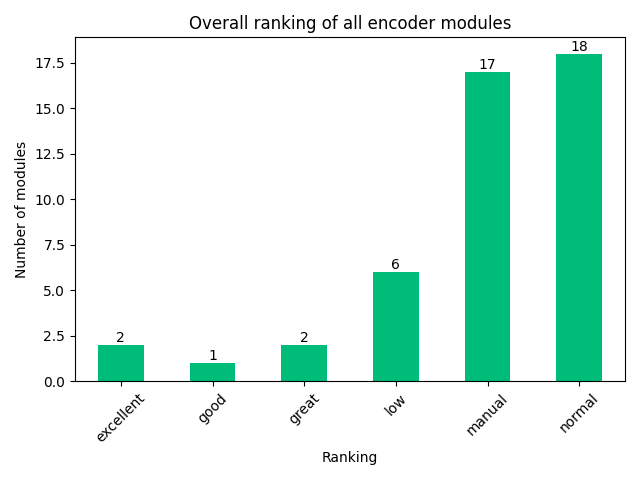 Overall ranking of all encoder modules
Number of modules
17.5
15.0
12.5
10.0
7.5
5.0
2.5
0.0
2
1
2
6
17
18
excellent
good
great
low
manual
normal
Ranking